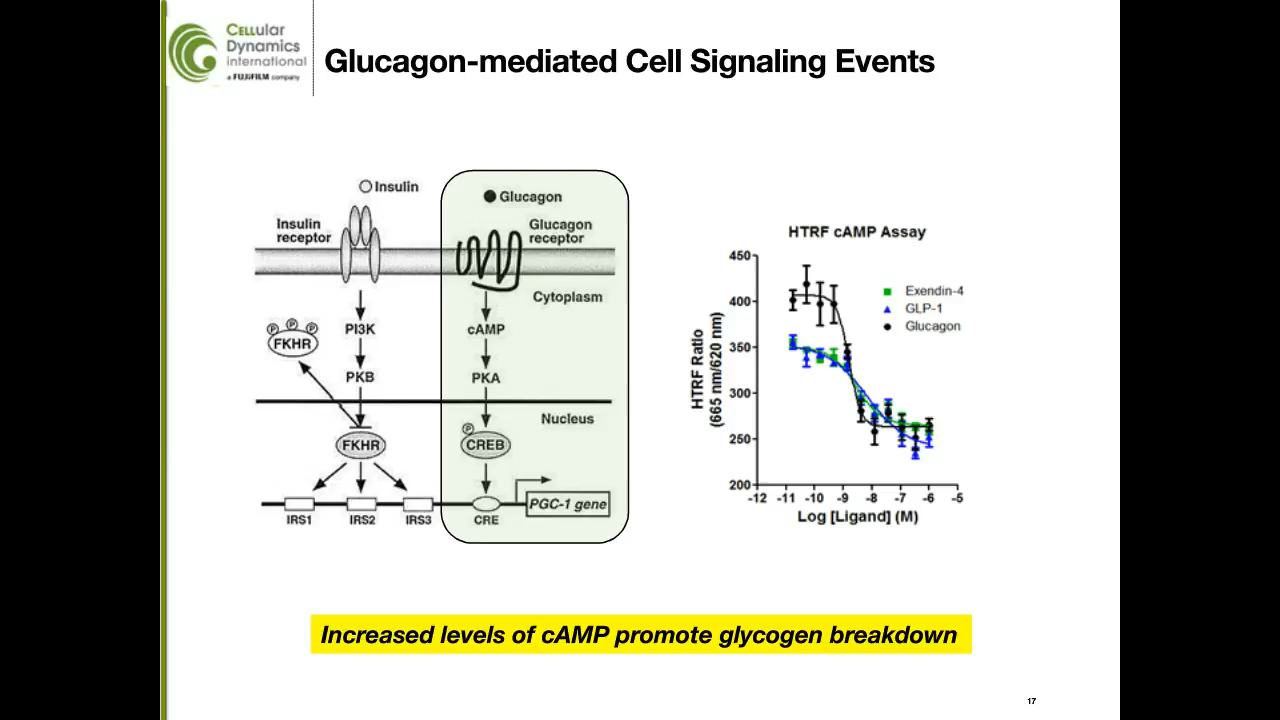 CELLular
Dynamics
international
a FUJIFILM company
Glucagon-mediated Cell Signaling Events
Insulin
Glucagon
Insulin
receptor
Glucagon
receptor
Cytoplasm
P P P
FKHR
PI3K
cAMP
PKB
PKA
Nucleus
FKHR
P
CREB
PGC-1 gene
IRS1 IRS2 IRS3 CRE
HTRF cAMP Assay
HTRF Ratio
(665 nm/620 nm)
450
400
350
300
250
200
Exendin-4
GLP-1
Glucagon
-12 -11 -10 -9 -8 -7 -6 -5
Log [Ligand] (M)
Increased levels of cAMP promote glycogen breakdown
17